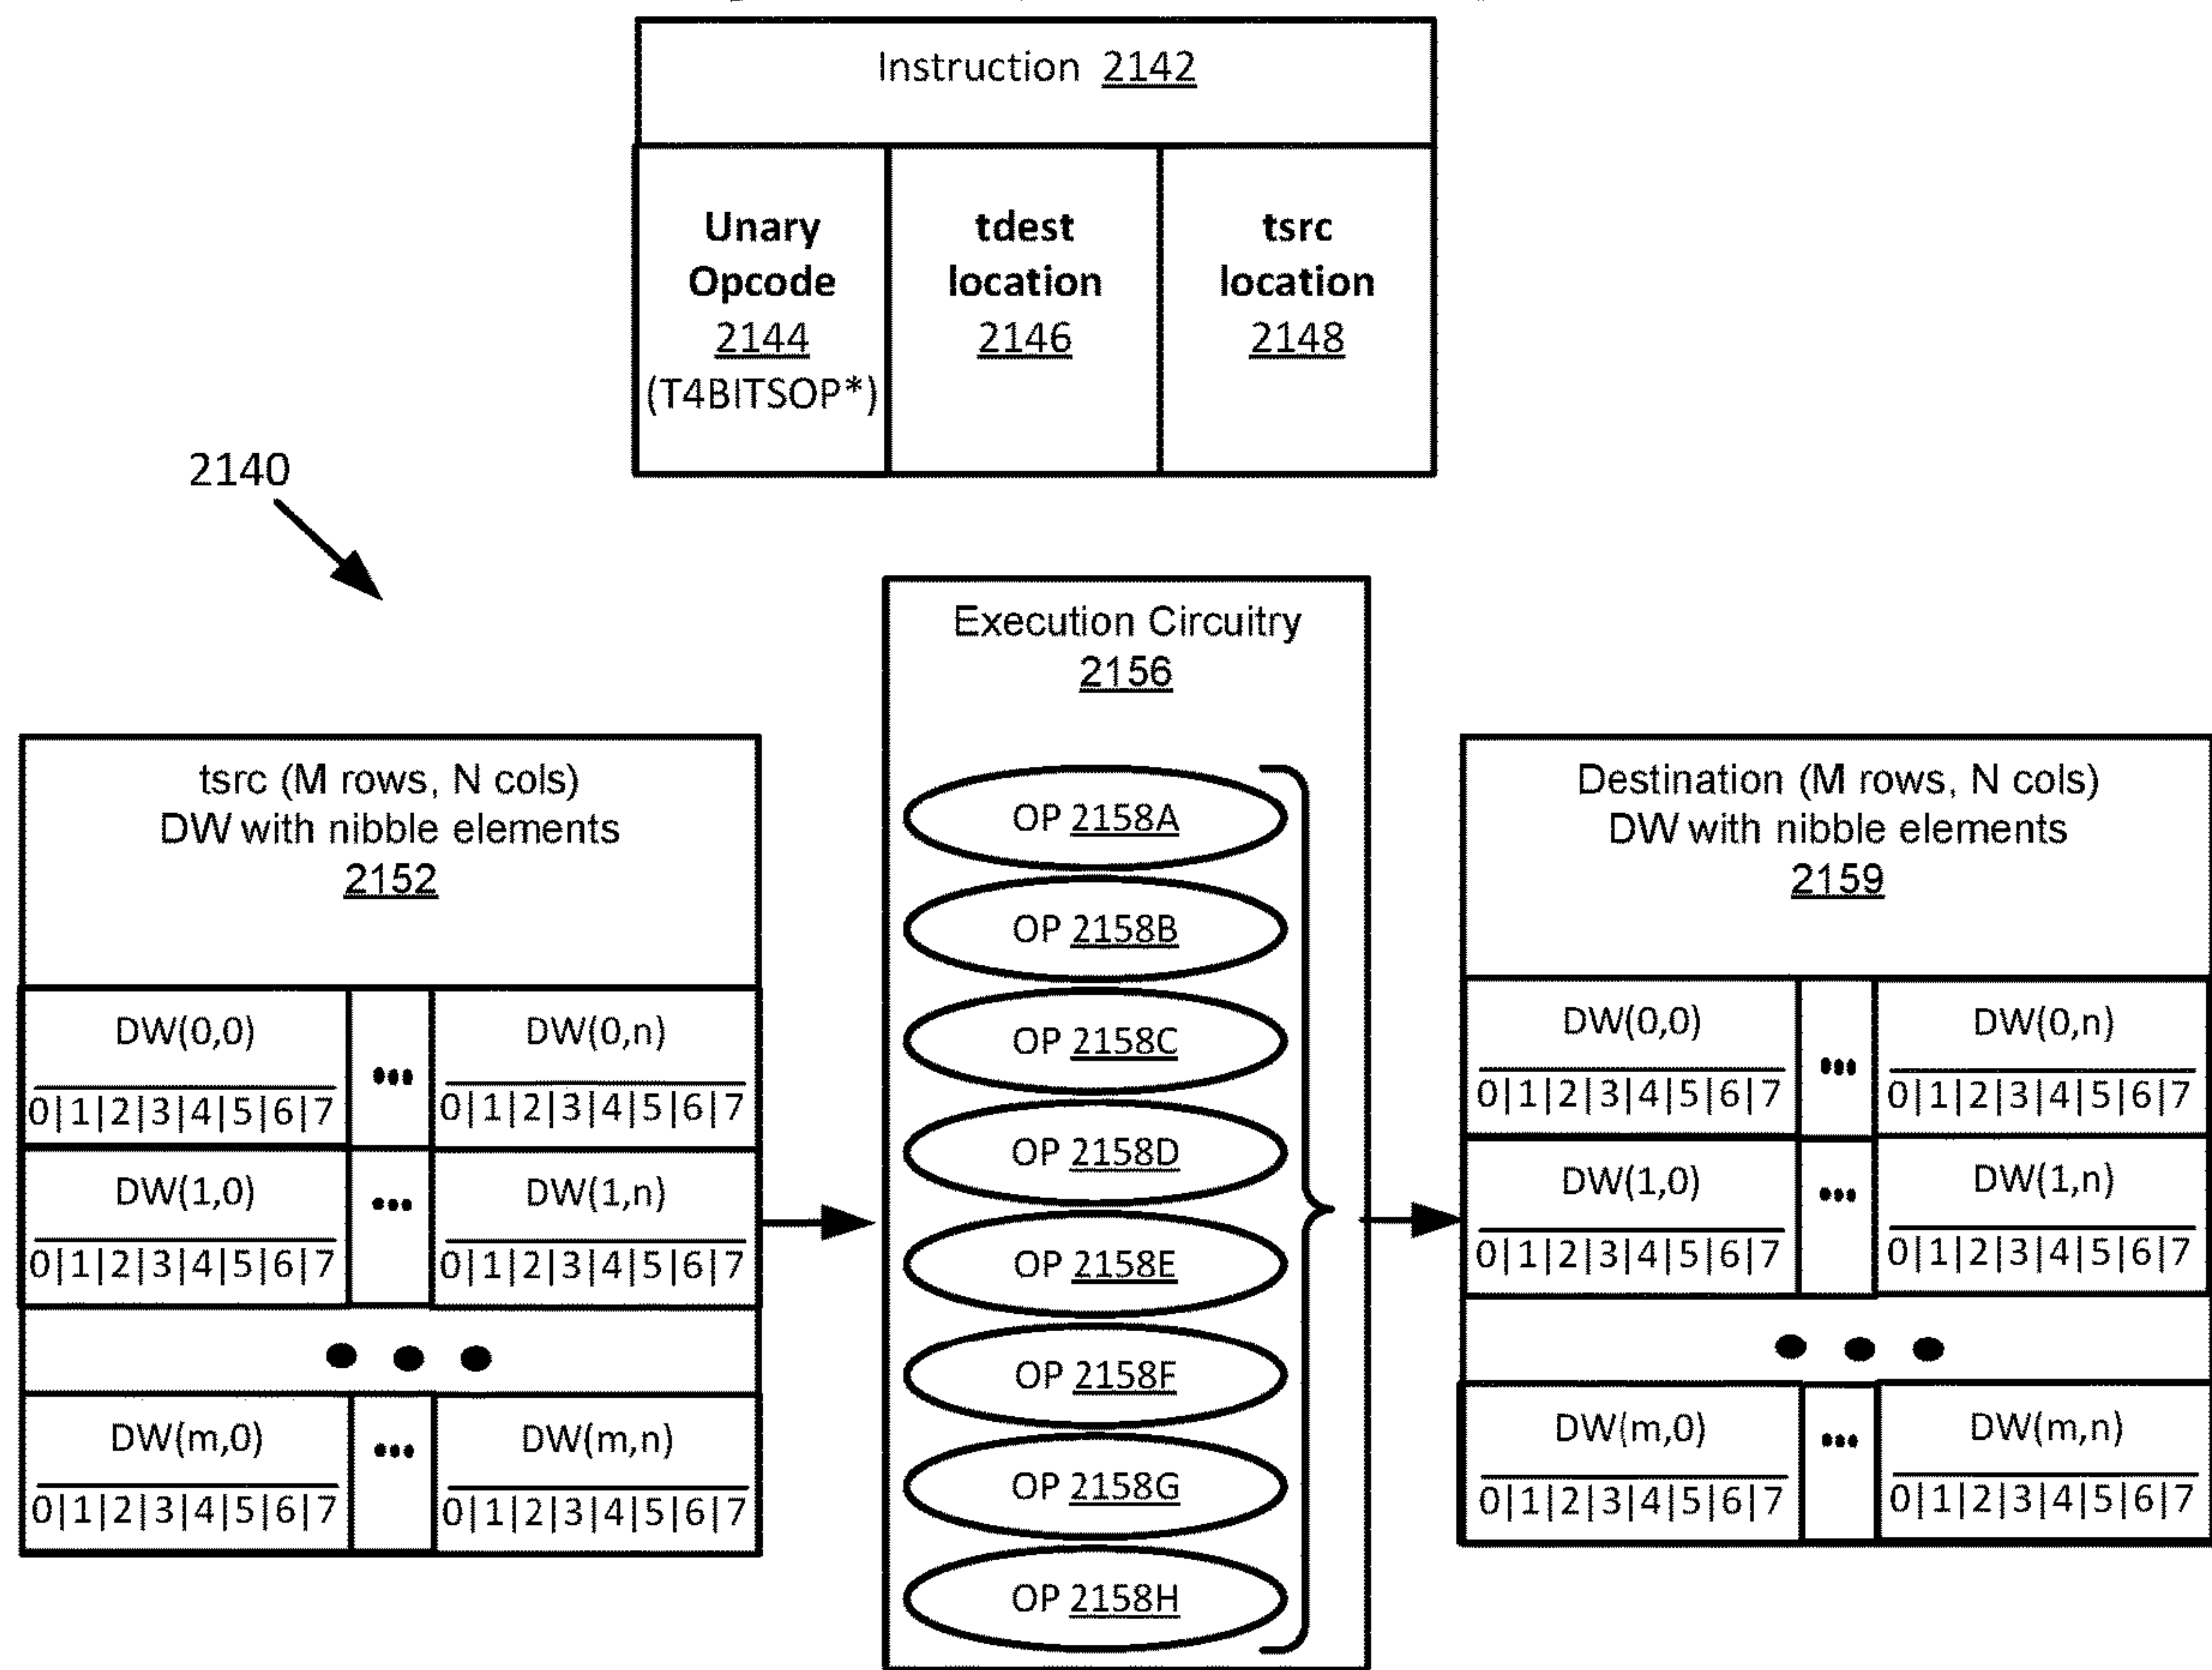 Instruction 2142
Unary
Opcode
2144
(T4BITSOP*)
tdest
location
2146
tsrc
location
2148
2140
tsrc (M rows, N cols)
DW with nibble elements
2152
DW(0,0)
0|1|2|3|4|5|6|7
...
DW(0,n)
0|1|2|3|4|5|6|7
DW(1,0)
0|1|2|3|4|5|6|7
...
DW(1,n)
0|1|2|3|4|5|6|7
• • •
DW(m,0)
0|1|2|3|4|5|6|7
...
DW(m,n)
0|1|2|3|4|5|6|7
Execution Circuitry
2156
OP 2158A
OP 2158B
OP 2158C
OP 2158D
OP 2158E
OP 2158F
OP 2158G
OP 2158H
Destination (M rows, N cols)
DW with nibble elements
2159
DW(0,0)
0|1|2|3|4|5|6|7
...
DW(0,n)
0|1|2|3|4|5|6|7
DW(1,0)
0|1|2|3|4|5|6|7
...
DW(1,n)
0|1|2|3|4|5|6|7
• • •
DW(m,0)
0|1|2|3|4|5|6|7
...
DW(m,n)
0|1|2|3|4|5|6|7